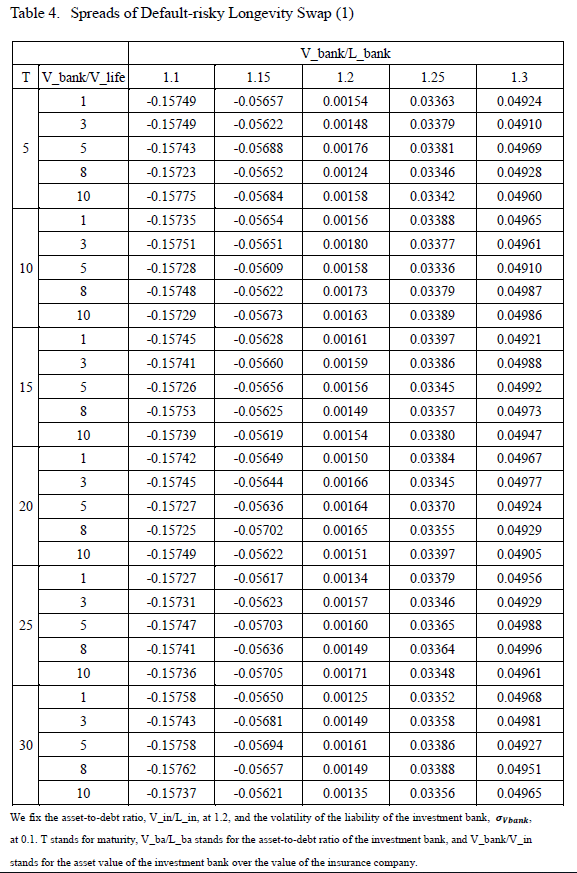 Table 4. Spreads of Default-risky Longevity Swap (1)
V_bank/L_bank
T V_bank/V_life 1.1 1.15 1.2 1.25 1.3
1 -0.15749 -0.05657 0.00154 0.03363 0.04924
3 -0.15749 -0.05622 0.00148 0.03379 0.04910
5 5 -0.15743 -0.05688 0.00176 0.03381 0.04969
8 -0.15723 -0.05652 0.00124 0.03346 0.04928
10 -0.15775 -0.05684 0.00158 0.03342 0.04960
1 -0.15735 -0.05654 0.00156 0.03388 0.04965
3 -0.15751 -0.05651 0.00180 0.03377 0.04961
10 5 -0.15728 -0.05609 0.00158 0.03336 0.04910
8 -0.15748 -0.05622 0.00173 0.03379 0.04987
10 -0.15729 -0.05673 0.00163 0.03389 0.04986
1 -0.15745 -0.05628 0.00161 0.03397 0.04921
3 -0.15741 -0.05660 0.00159 0.03386 0.04988
15 5 -0.15726 -0.05656 0.00156 0.03345 0.04992
8 -0.15753 -0.05625 0.00149 0.03357 0.04973
10 -0.15739 -0.05619 0.00154 0.03380 0.04947
1 -0.15742 -0.05649 0.00150 0.03384 0.04967
3 -0.15745 -0.05644 0.00166 0.03345 0.04977
20 5 -0.15727 -0.05636 0.00164 0.03370 0.04924
8 -0.15725 -0.05702 0.00165 0.03355 0.04929
10 -0.15749 -0.05622 0.00151 0.03397 0.04905
1 -0.15727 -0.05617 0.00134 0.03379 0.04956
3 -0.15731 -0.05623 0.00157 0.03346 0.04929
25 5 -0.15747 -0.05703 0.00160 0.03365 0.04988
8 -0.15741 -0.05636 0.00149 0.03364 0.04996
10 -0.15736 -0.05705 0.00171 0.03348 0.04961
1 -0.15758 -0.05650 0.00125 0.03352 0.04968
3 -0.15743 -0.05681 0.00149 0.03358 0.04981
30 5 -0.15758 -0.05694 0.00161 0.03386 0.04927
8 -0.15762 -0.05657 0.00149 0.03388 0.04951
10 -0.15737 -0.05621 0.00135 0.03356 0.04965
We fix the asset-to-debt ratio, V_in/L_in, at 1.2, and the volatility of the liability of the investment bank, σVbank,
at 0.1. T stands for maturity, V_ba/L_ba stands for the asset-to-debt ratio of the investment bank, and V_bank/V_in
stands for the asset value of the investment bank over the value of the insurance company.